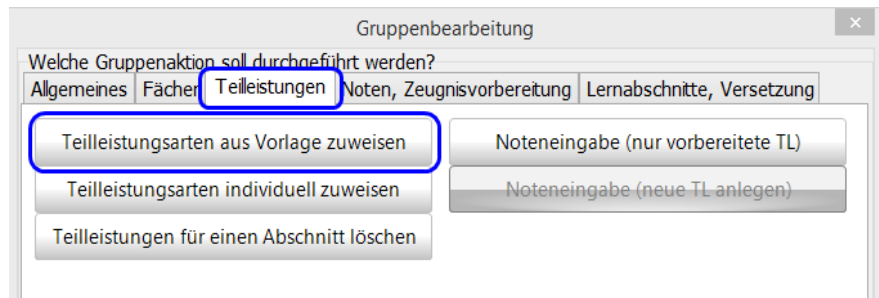 Gruppenbearbeitung
Welche Gruppenaktion soll durchgeführt werden?
Allgemeines Fächer Teilleistungen Noten, Zeugnisvorbereitung Lernabschnitte, Versetzung
Teilleistungsarten aus Vorlage zuweisen Noteneingabe (nur vorbereitete TL)
Teilleistungsarten individuell zuweisen Noteneingabe (neue TL anlegen)
Teilleistungen für einen Abschnitt löschen